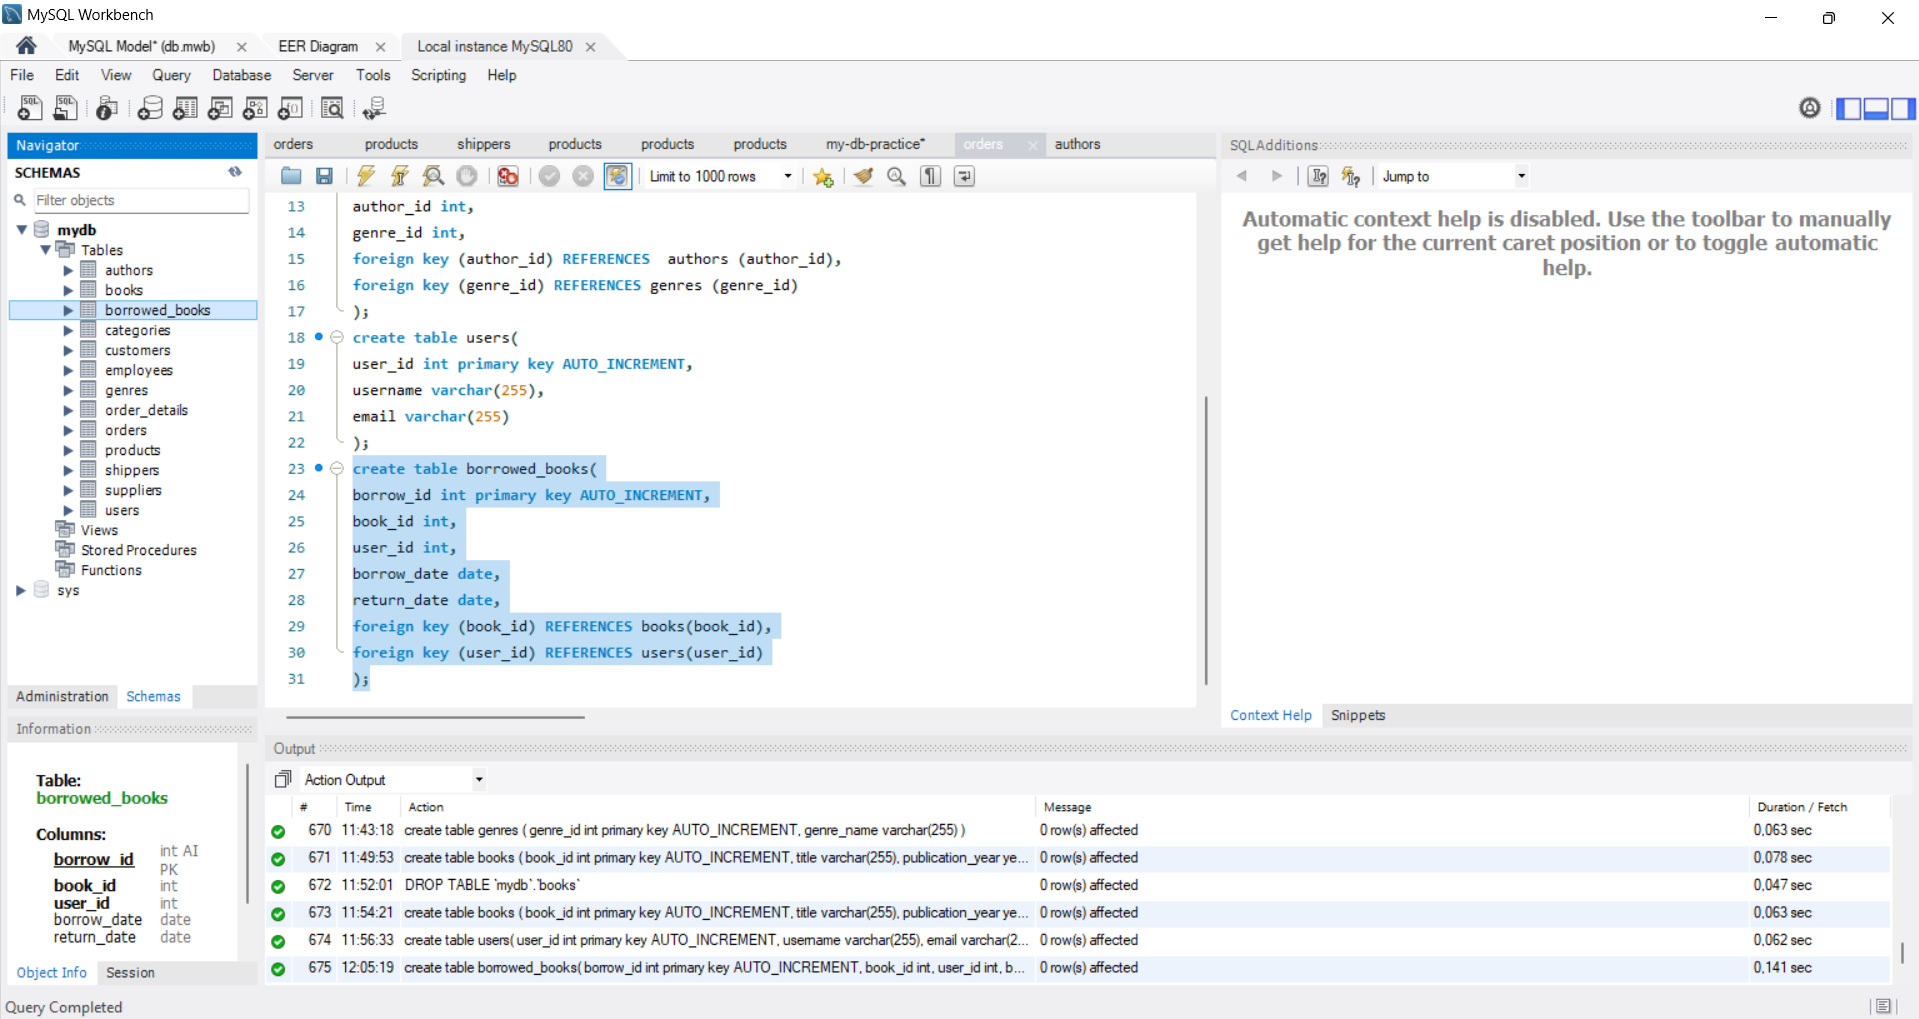 MySQL Workbench
MySQL Model* (db.mwb)
EER Diagram
Local instance MySQL80
File Edit View Query Database Server Tools Scripting Help
Navigator
SCHEMAS
Filter objects
mydb
Tables
authors
books
borrowed_books
categories
customers
employees
genres
order_details
orders
products
shippers
suppliers
users
Views
Stored Procedures
Functions
sys
Administration Schemas
Information
Table:
borrowed_books
Columns:
borrow_id int AI PK
book_id int
user_id int
borrow_date date
return_date date
Object Info Session
orders products shippers products products products my-db-practice* orders authors
Limit to 1000 rows
13 author_id int,
14 genre_id int,
15 foreign key (author_id) REFERENCES  authors (author_id),
16 foreign key (genre_id) REFERENCES genres (genre_id)
17 );
18 create table users(
19 user_id int primary key AUTO_INCREMENT,
20 username varchar(255),
21 email varchar(255)
22 );
23 create table borrowed_books(
24 borrow_id int primary key AUTO_INCREMENT,
25 book_id int,
26 user_id int,
27 borrow_date date,
28 return_date date,
29 foreign key (book_id) REFERENCES books(book_id),
30 foreign key (user_id) REFERENCES users(user_id)
31 );
SQLAdditions
Jump to
Automatic context help is disabled. Use the toolbar to manually
get help for the current caret position or to toggle automatic
help.
Context Help Snippets
Output
Action Output
# Time Action Message Duration / Fetch
670 11:43:18 create table genres ( genre_id int primary key AUTO_INCREMENT, genre_name varchar(255) ) 0 row(s) affected 0,063 sec
671 11:49:53 create table books ( book_id int primary key AUTO_INCREMENT, title varchar(255), publication_year ye... 0 row(s) affected 0,078 sec
672 11:52:01 DROP TABLE `mydb`.`books` 0 row(s) affected 0,047 sec
673 11:54:21 create table books ( book_id int primary key AUTO_INCREMENT, title varchar(255), publication_year ye... 0 row(s) affected 0,063 sec
674 11:56:33 create table users( user_id int primary key AUTO_INCREMENT, username varchar(255), email varchar(2... 0 row(s) affected 0,062 sec
675 12:05:19 create table borrowed_books( borrow_id int primary key AUTO_INCREMENT, book_id int, user_id int, b... 0 row(s) affected 0,141 sec
Query Completed